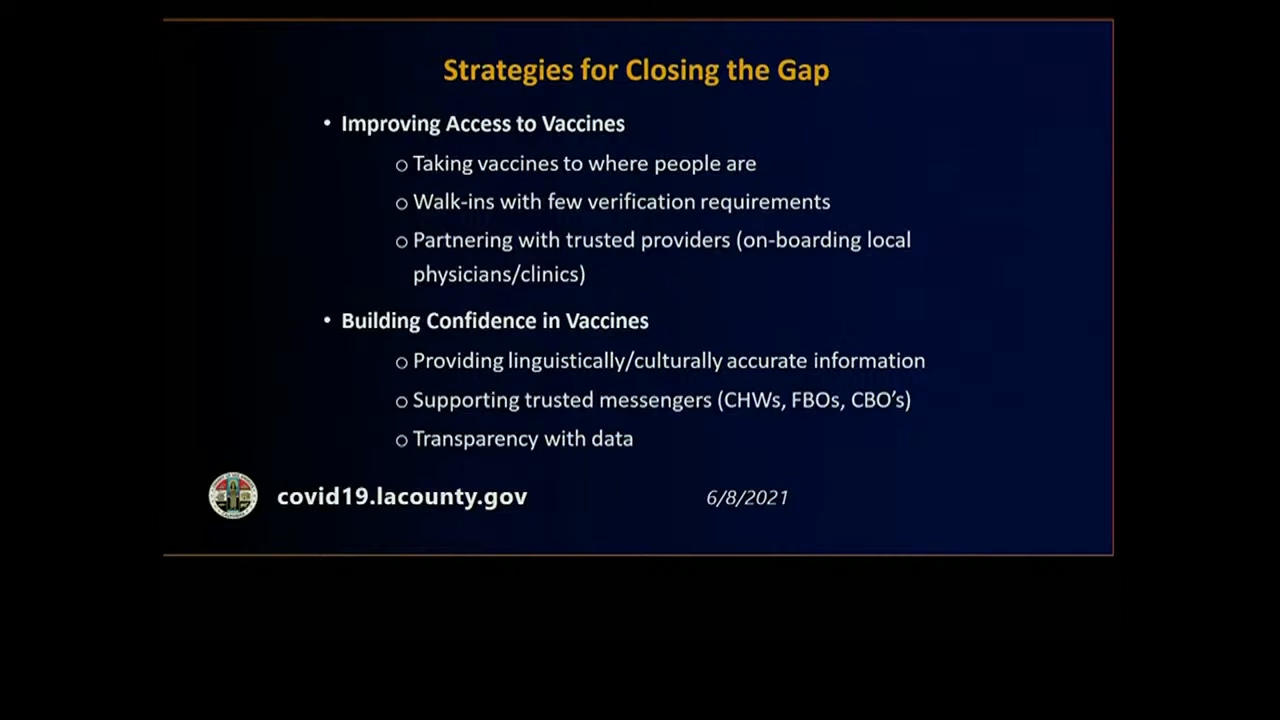 Strategies for Closing the Gap
• Improving Access to Vaccines
o Taking vaccines to where people are
o Walk-ins with few verification requirements
o Partnering with trusted providers (on-boarding local
physicians/clinics)
• Building Confidence in Vaccines
o Providing linguistically/culturally accurate information
o Supporting trusted messengers (CHWs, FBOs, CBO’s)
o Transparency with data
covid19.lacounty.gov
6/8/2021